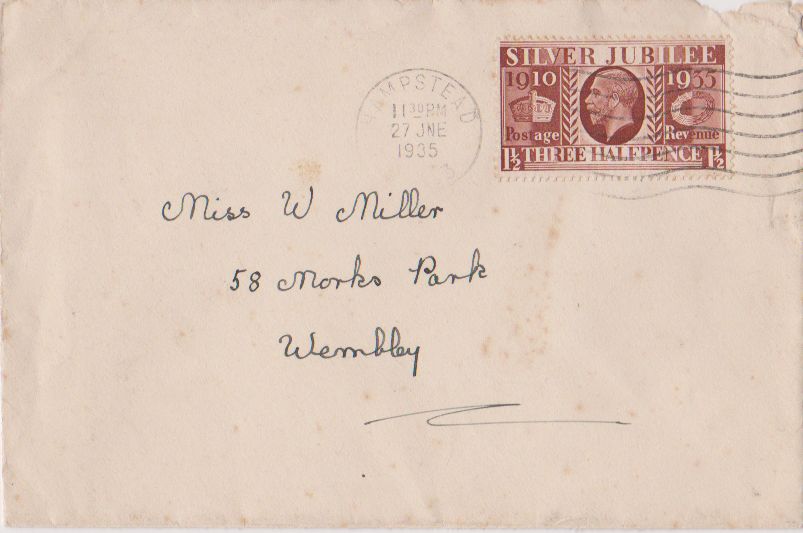 HAMPSTEAD
11 30 PM
27 JNE
1935
3
SILVER JUBILEE
1910 1935
Postage Revenue
1½ THREE HALFPENCE 1½
Miss W Miller
58 Monks Park
Wembley